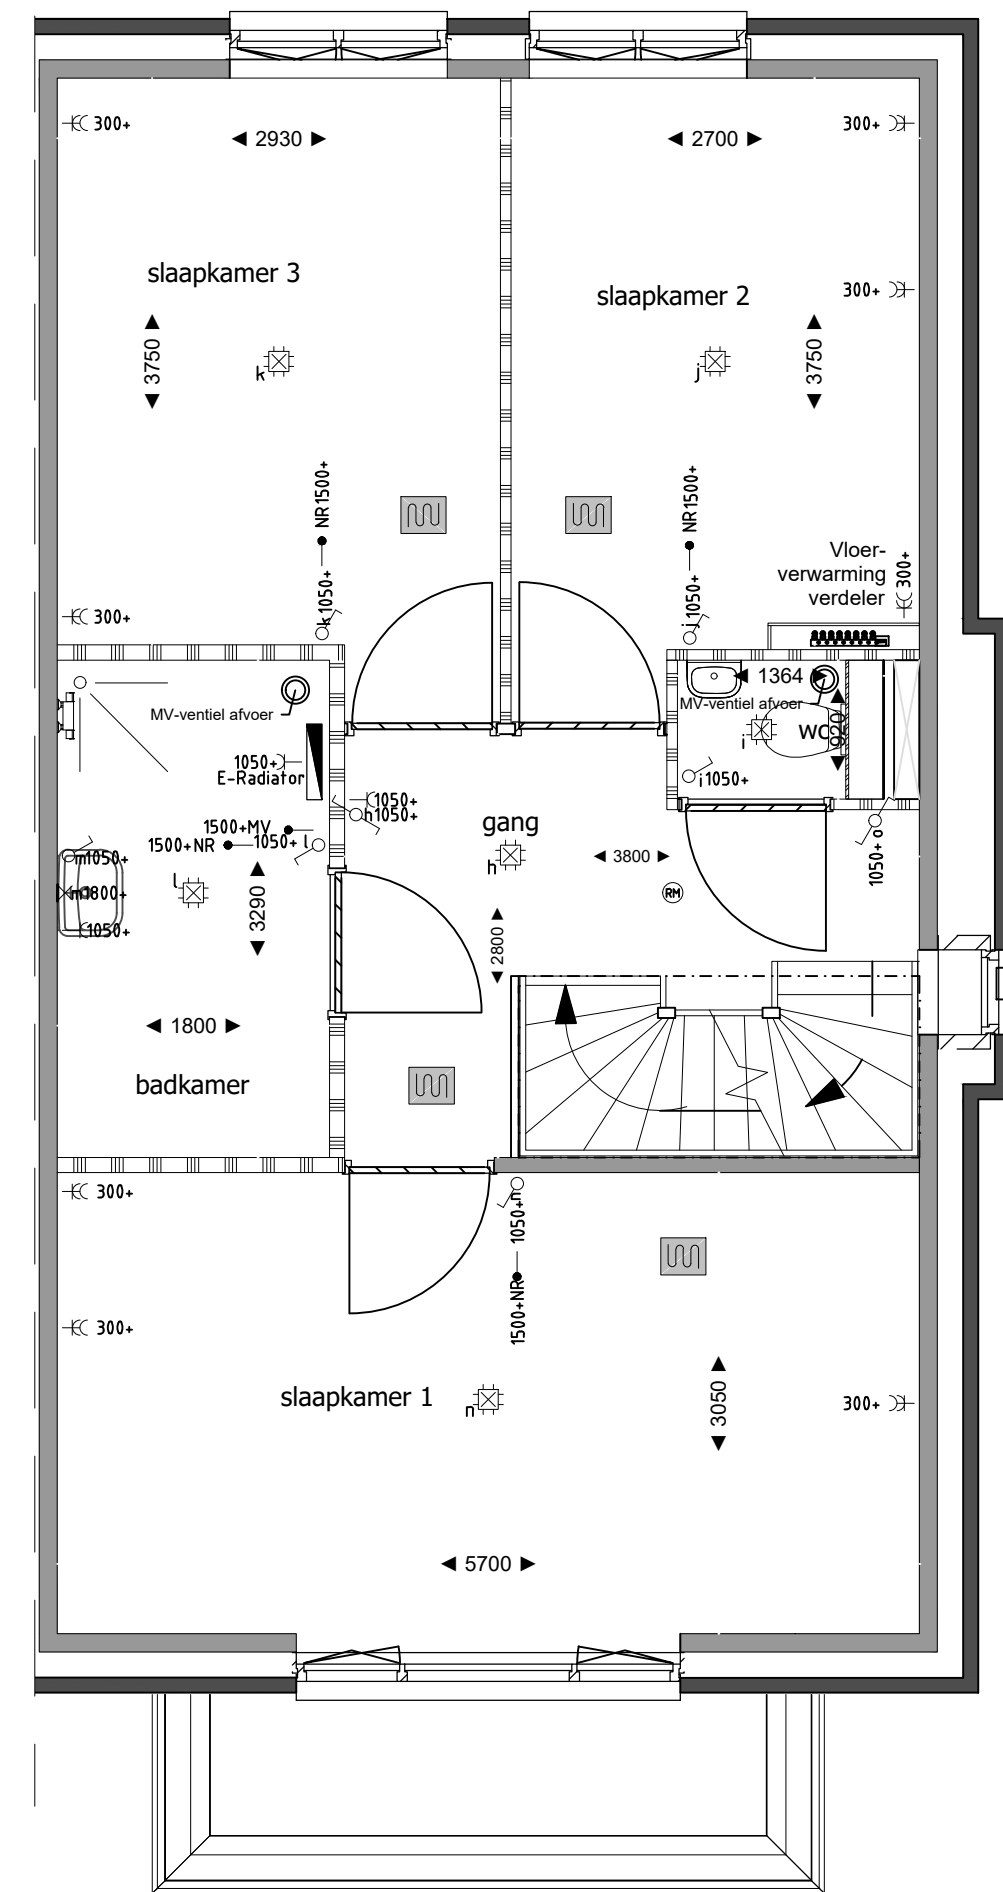 300+
2930
2700
300+
slaapkamer 3
slaapkamer 2
300+
3750
k
j
3750
NR1500+
NR1500+
k1050+
j1050+
Vloer-
verwarming
verdeler
300+
300+
MV-ventiel afvoer
1364
MV-ventiel afvoer
wc
920
i
i1050+
1050+
E-Radiator
1050+
h1050+
1500+MV
1500+NR
1050+ l
gang
h
3800
RM
1050+ o
m1050+
m1800+
1050+
l
3290
2800
1800
badkamer
300+
1050+n
1500+NR
300+
slaapkamer 1
n
3050
300+
5700